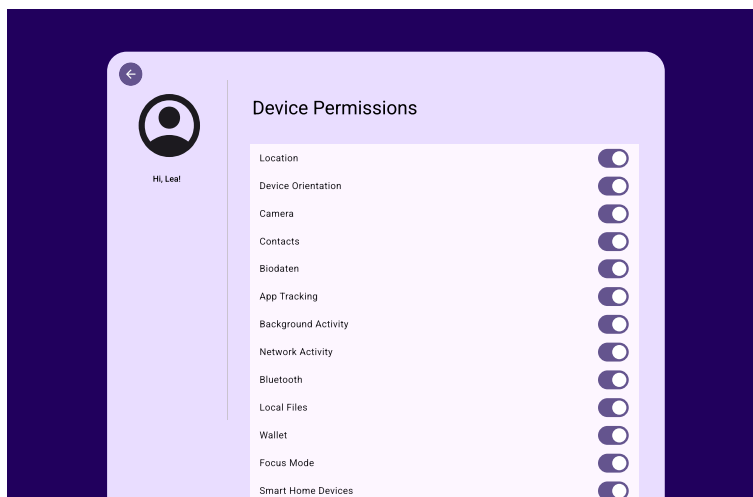 Hi, Lea!
Device Permissions
Location
Device Orientation
Camera
Contacts
Biodaten
App Tracking
Background Activity
Network Activity
Bluetooth
Local Files
Wallet
Focus Mode
Smart Home Devices